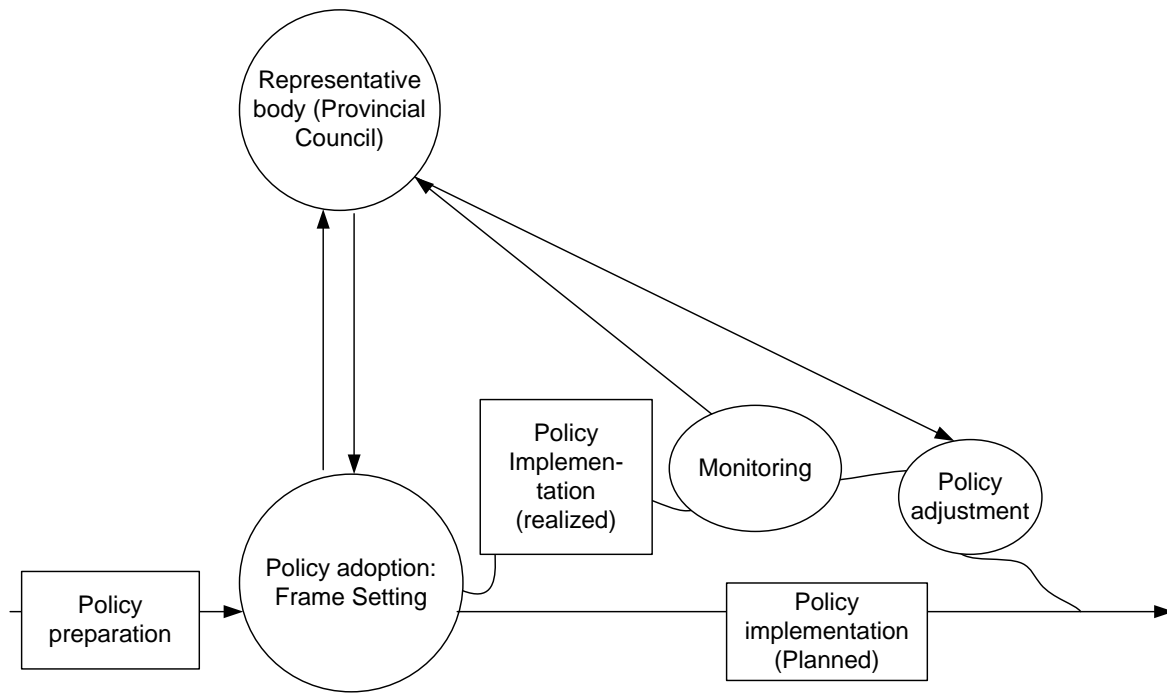 Representative
body (Provincial
Council)
Policy
Implemen-
tation
(realized)
Monitoring
Policy
adjustment
Policy adoption:
Frame Setting
Policy
preparation
Policy
implementation
(Planned)